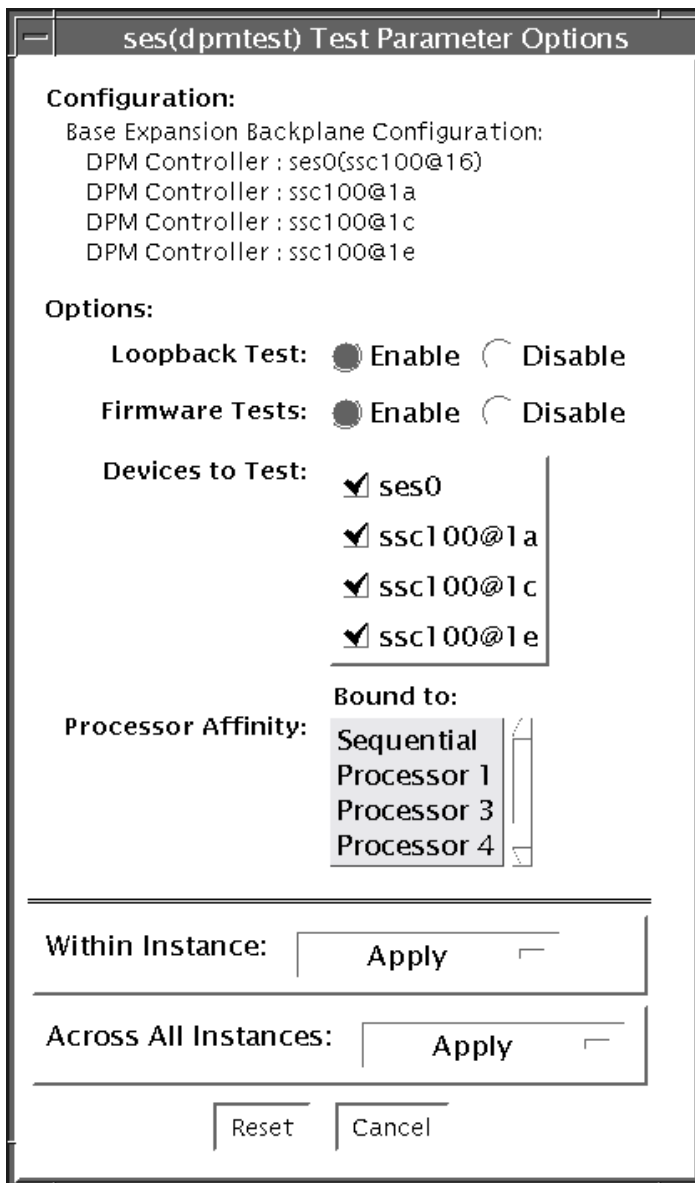 ses(dpmtest) Test Parameter Options
Configuration:
Base Expansion Backplane Configuration:
DPM Controller : ses0(ssc100@16)
DPM Controller : ssc100@1a
DPM Controller : ssc100@1c
DPM Controller : ssc100@1e
Options:
Loopback Test: Enable Disable
Firmware Tests: Enable Disable
Devices to Test: ses0
ssc100@1a
ssc100@1c
ssc100@1e
Bound to:
Processor Affinity: Sequential
Processor 1
Processor 3
Processor 4
Within Instance: Apply
Across All Instances: Apply
Reset Cancel